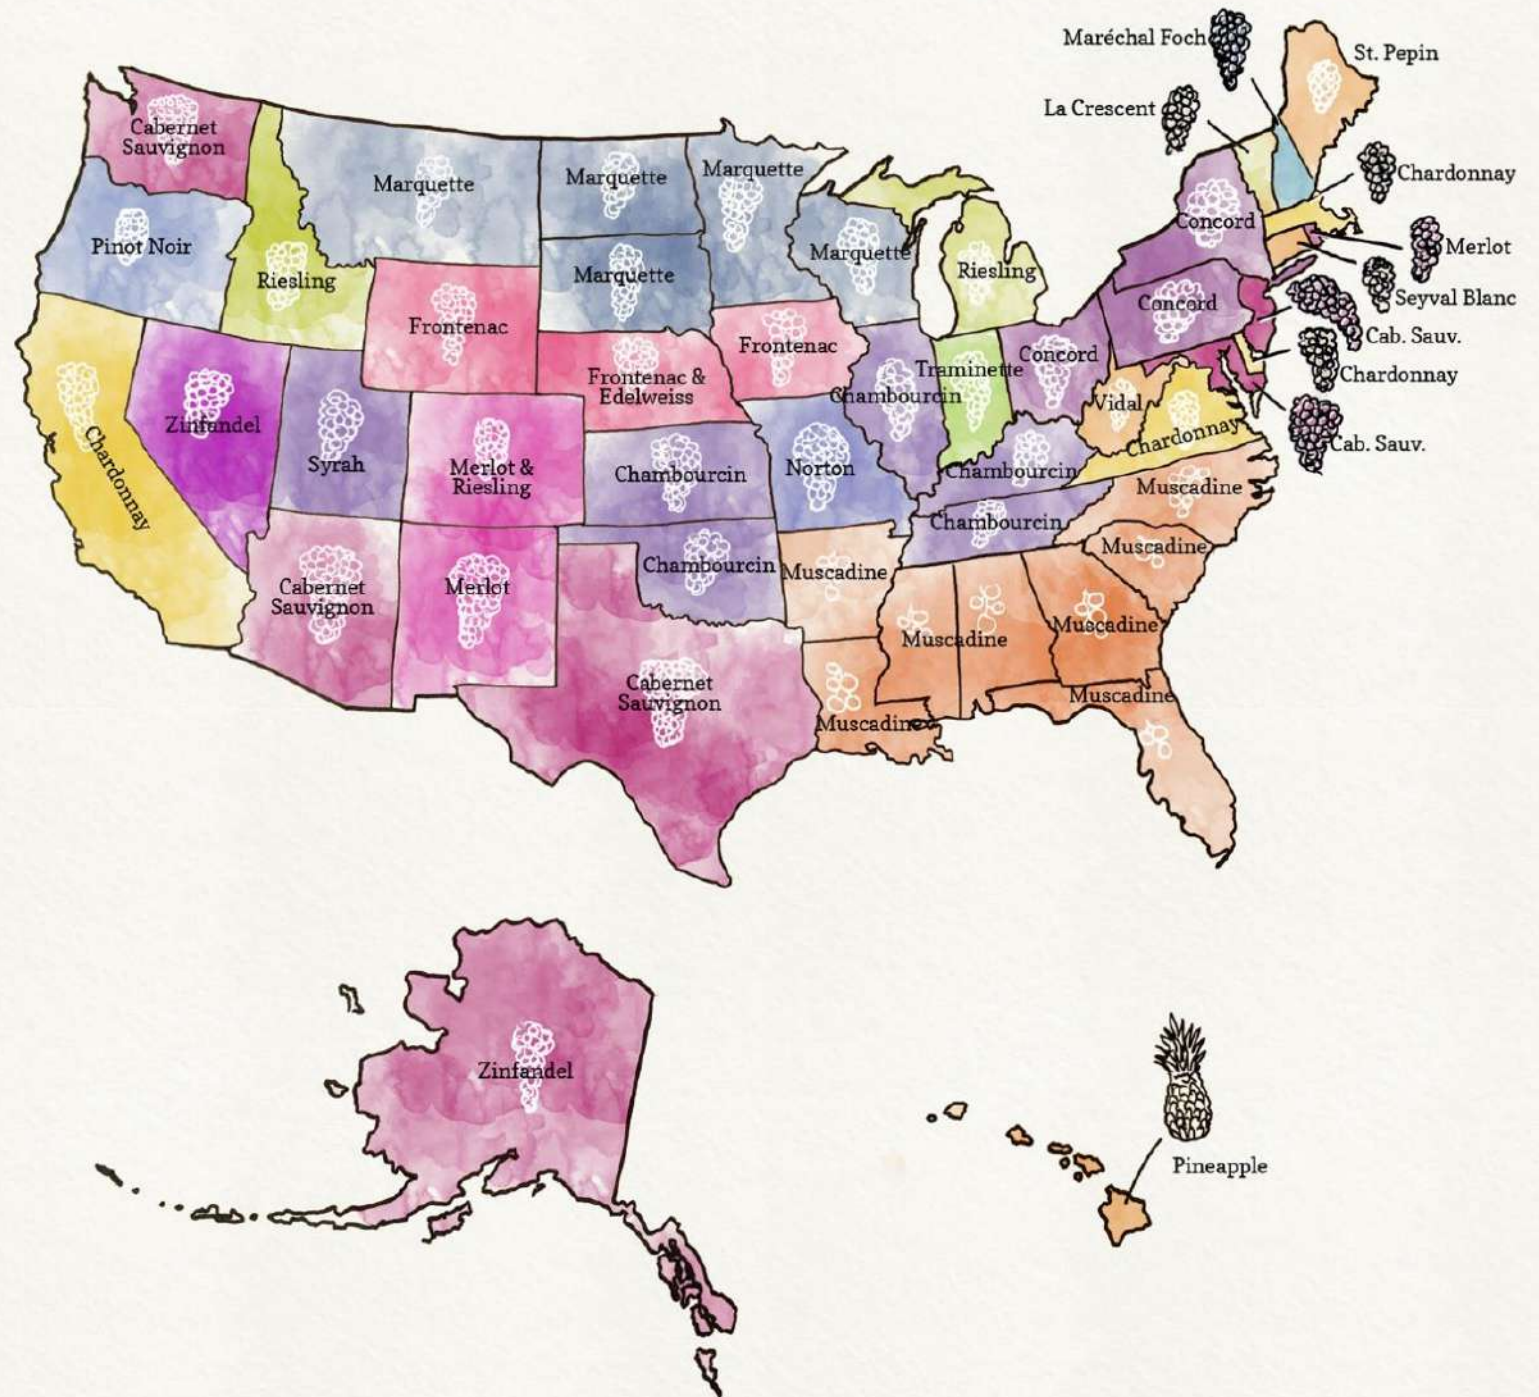 Maréchal Foch
St. Pepin
La Crescent
Cabernet
Sauvignon
Marquette
Marquette
Marquette
Chardonnay
Pinot Noir
Riesling
Marquette
Marquette
Riesling
Concord
Merlot
Seyval Blanc
Frontenac
Frontenac
Concord
Cab. Sauv.
Zinfandel
Frontenac &
Edelweiss
Chambourcin
Traminette
Concord
Chardonnay
Vidal
Chardonnay
Chardonnay
Syrah
Merlot &
Riesling
Chambourcin
Norton
Chambourcin
Cab. Sauv.
Muscadine
Chambourcin
Muscadine
Cabernet
Sauvignon
Merlot
Chambourcin
Muscadine
Muscadine
Muscadine
Cabernet
Sauvignon
Muscadine
Muscadine
Zinfandel
Pineapple